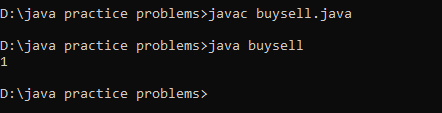 D:\java practice problems>javac buysell.java
D:\java practice problems>java buysell
1
D:\java practice problems>